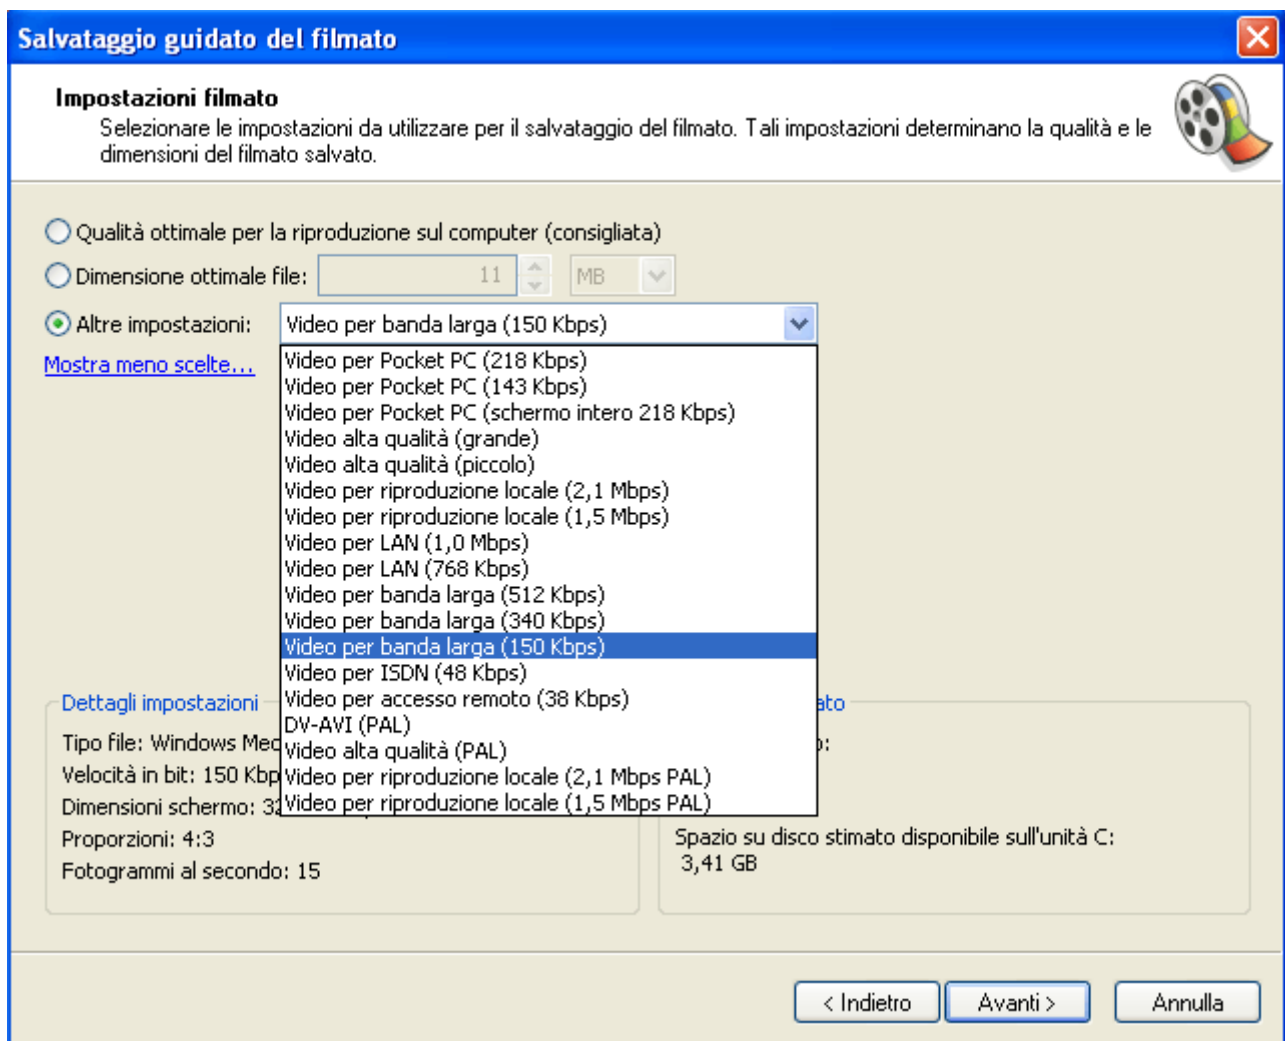 Salvataggio guidato del filmato
Impostazioni filmato
Selezionare le impostazioni da utilizzare per il salvataggio del filmato. Tali impostazioni determinano la qualità e le
dimensioni del filmato salvato.
Qualità ottimale per la riproduzione sul computer (consigliata)
Dimensione ottimale file: 11 MB
Altre impostazioni: Video per banda larga (150 Kbps)
Mostra meno scelte...
Video per Pocket PC (218 Kbps)
Video per Pocket PC (143 Kbps)
Video per Pocket PC (schermo intero 218 Kbps)
Video alta qualità (grande)
Video alta qualità (piccolo)
Video per riproduzione locale (2,1 Mbps)
Video per riproduzione locale (1,5 Mbps)
Video per LAN (1,0 Mbps)
Video per LAN (768 Kbps)
Video per banda larga (512 Kbps)
Video per banda larga (340 Kbps)
Video per banda larga (150 Kbps)
Video per ISDN (48 Kbps)
Video per accesso remoto (38 Kbps)
DV-AVI (PAL)
Video alta qualità (PAL)
Video per riproduzione locale (2,1 Mbps PAL)
Video per riproduzione locale (1,5 Mbps PAL)
Dettagli impostazioni
Tipo file: Windows
Velocità in bit: 150
Dimensioni schermo:
Proporzioni: 4:3
Fotogrammi al secondo: 15
Spazio su disco stimato disponibile sull'unità C:
3,41 GB
< Indietro
Avanti >
Annulla